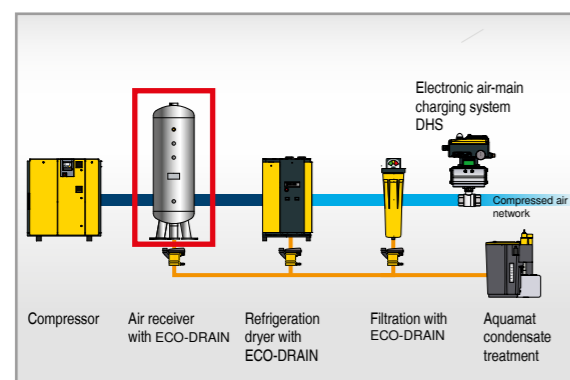 Electronic air-main
charging system
DHS
Compressed air
network
Compressor
Air receiver
with ECO-DRAIN
Refrigeration
dryer with
ECO-DRAIN
Filtration with
ECO-DRAIN
Aquamat
condensate
treatment